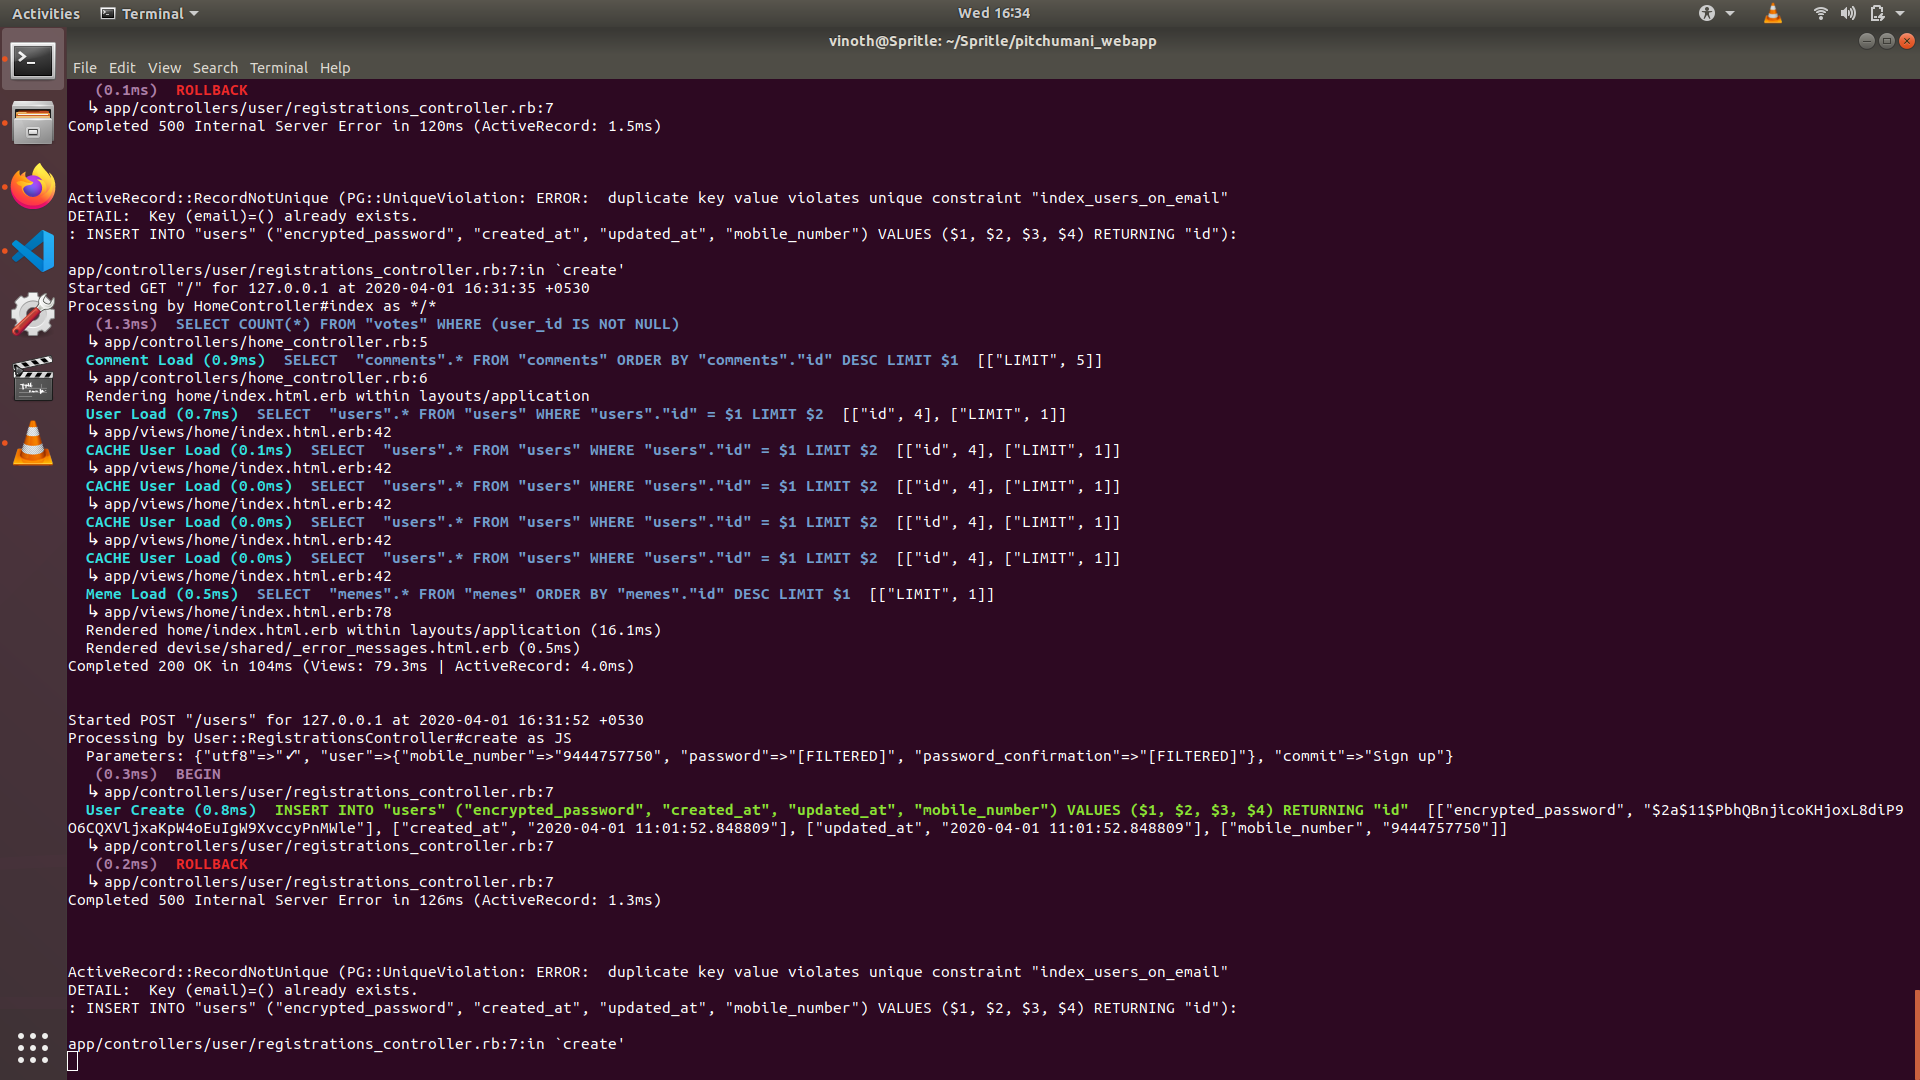 Activities Terminal Wed 16:34
vinoth@Spritle: ~/Spritle/pitchumani_webapp
File Edit View Search Terminal Help
(0.1ms) ROLLBACK
↳ app/controllers/user/registrations_controller.rb:7
Completed 500 Internal Server Error in 120ms (ActiveRecord: 1.5ms)
ActiveRecord::RecordNotUnique (PG::UniqueViolation: ERROR:  duplicate key value violates unique constraint "index_users_on_email"
DETAIL:  Key (email)=() already exists.
: INSERT INTO "users" ("encrypted_password", "created_at", "updated_at", "mobile_number") VALUES ($1, $2, $3, $4) RETURNING "id"):
app/controllers/user/registrations_controller.rb:7:in `create'
Started GET "/" for 127.0.0.1 at 2020-04-01 16:31:35 +0530
Processing by HomeController#index as */*
(1.3ms)  SELECT COUNT(*) FROM "votes" WHERE (user_id IS NOT NULL)
↳ app/controllers/home_controller.rb:5
Comment Load (0.9ms)  SELECT  "comments".* FROM "comments" ORDER BY "comments"."id" DESC LIMIT $1  [["LIMIT", 5]]
↳ app/controllers/home_controller.rb:6
Rendering home/index.html.erb within layouts/application
User Load (0.7ms)  SELECT  "users".* FROM "users" WHERE "users"."id" = $1 LIMIT $2  [["id", 4], ["LIMIT", 1]]
↳ app/views/home/index.html.erb:42
CACHE User Load (0.1ms)  SELECT  "users".* FROM "users" WHERE "users"."id" = $1 LIMIT $2  [["id", 4], ["LIMIT", 1]]
↳ app/views/home/index.html.erb:42
CACHE User Load (0.0ms)  SELECT  "users".* FROM "users" WHERE "users"."id" = $1 LIMIT $2  [["id", 4], ["LIMIT", 1]]
↳ app/views/home/index.html.erb:42
CACHE User Load (0.0ms)  SELECT  "users".* FROM "users" WHERE "users"."id" = $1 LIMIT $2  [["id", 4], ["LIMIT", 1]]
↳ app/views/home/index.html.erb:42
CACHE User Load (0.0ms)  SELECT  "users".* FROM "users" WHERE "users"."id" = $1 LIMIT $2  [["id", 4], ["LIMIT", 1]]
↳ app/views/home/index.html.erb:42
Meme Load (0.5ms)  SELECT  "memes".* FROM "memes" ORDER BY "memes"."id" DESC LIMIT $1  [["LIMIT", 1]]
↳ app/views/home/index.html.erb:78
Rendered home/index.html.erb within layouts/application (16.1ms)
Rendered devise/shared/_error_messages.html.erb (0.5ms)
Completed 200 OK in 104ms (Views: 79.3ms | ActiveRecord: 4.0ms)
Started POST "/users" for 127.0.0.1 at 2020-04-01 16:31:52 +0530
Processing by User::RegistrationsController#create as JS
Parameters: {"utf8"=>"✓", "user"=>{"mobile_number"=>"9444757750", "password"=>"[FILTERED]", "password_confirmation"=>"[FILTERED]"}, "commit"=>"Sign up"}
(0.3ms)  BEGIN
↳ app/controllers/user/registrations_controller.rb:7
User Create (0.8ms)  INSERT INTO "users" ("encrypted_password", "created_at", "updated_at", "mobile_number") VALUES ($1, $2, $3, $4) RETURNING "id"  [["encrypted_password", "$2a$11$PbhQBnjicoKHjoxL8diP9
O6CQXVljxaKpW4oEuIgW9XvccyPnMWle"], ["created_at", "2020-04-01 11:01:52.848809"], ["updated_at", "2020-04-01 11:01:52.848809"], ["mobile_number", "9444757750"]]
↳ app/controllers/user/registrations_controller.rb:7
(0.2ms)  ROLLBACK
↳ app/controllers/user/registrations_controller.rb:7
Completed 500 Internal Server Error in 126ms (ActiveRecord: 1.3ms)
ActiveRecord::RecordNotUnique (PG::UniqueViolation: ERROR:  duplicate key value violates unique constraint "index_users_on_email"
DETAIL:  Key (email)=() already exists.
: INSERT INTO "users" ("encrypted_password", "created_at", "updated_at", "mobile_number") VALUES ($1, $2, $3, $4) RETURNING "id"):
app/controllers/user/registrations_controller.rb:7:in `create'